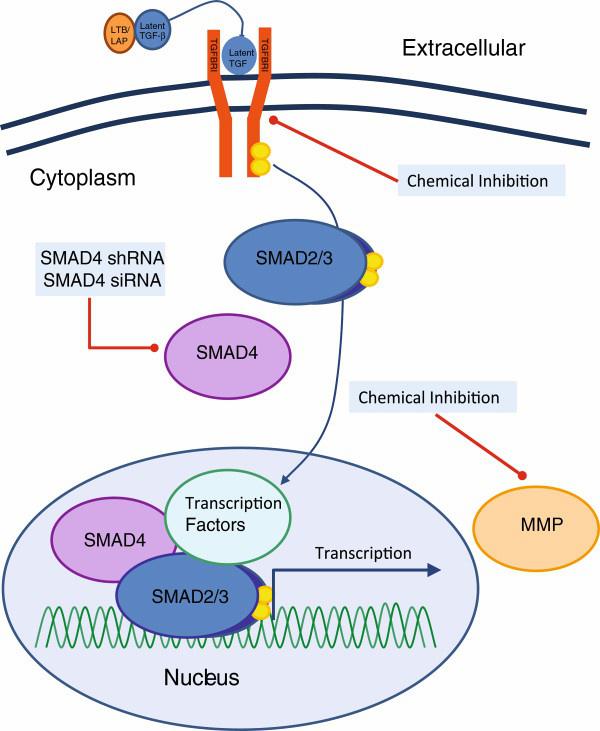 LTB/
LAP
Latent
TGF-β
TGFBRI
Latent
TGF
TGFBRI
Extracellular
Cytoplasm
Chemical Inhibition
SMAD2/3
SMAD4 shRNA
SMAD4 siRNA
SMAD4
Chemical Inhibition
Transcription
Factors
SMAD4
MMP
Transcription
SMAD2/3
Nucleus